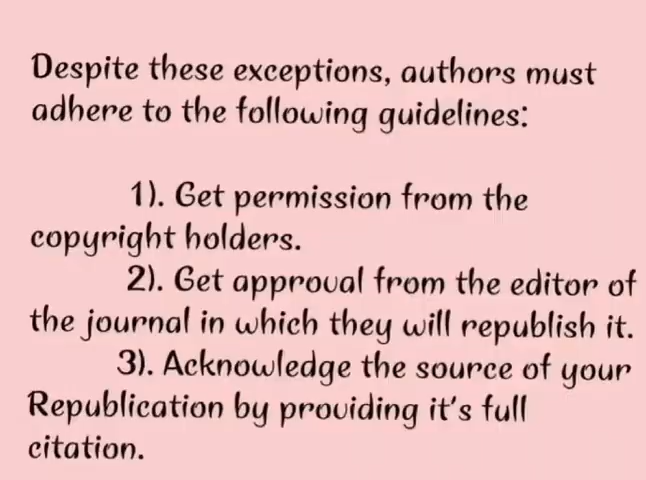 Despite these exceptions, authors must
adhere to the following guidelines:
1). Get permission from the
copyright holders.
2). Get approval from the editor of
the journal in which they will republish it.
3). Acknowledge the source of your
Republication by providing it's full
citation.